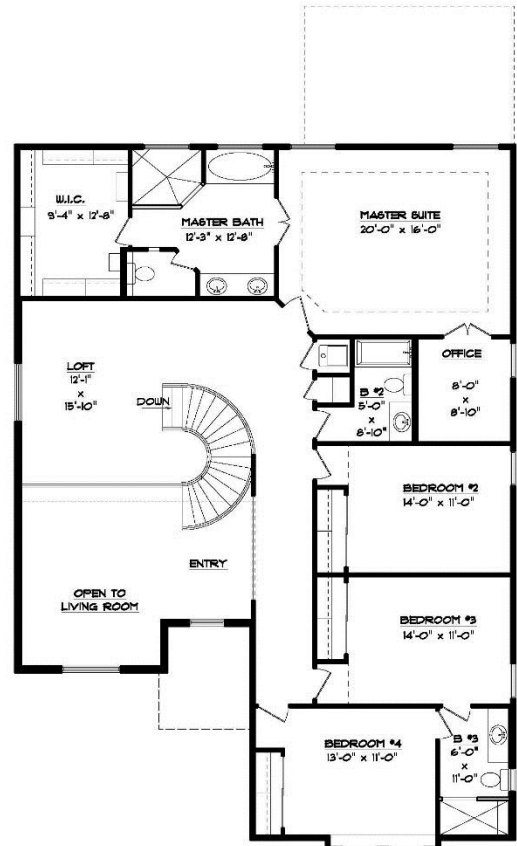 W.I.C.
9'-4" x 12'-8"
MASTER BATH
12'-3" x 12'-8"
MASTER SUITE
20'-0" x 16'-0"
LOFT
12'-1"
x
15'-10"
DOWN
B #2
5'-0"
x
8'-10"
OFFICE
8'-0"
x
8'-10"
BEDROOM #2
14'-0" x 11'-0"
ENTRY
OPEN TO
LIVING ROOM
BEDROOM #3
14'-0" x 11'-0"
BEDROOM #4
13'-0" x 11'-0"
B #3
6'-0"
x
11'-0"